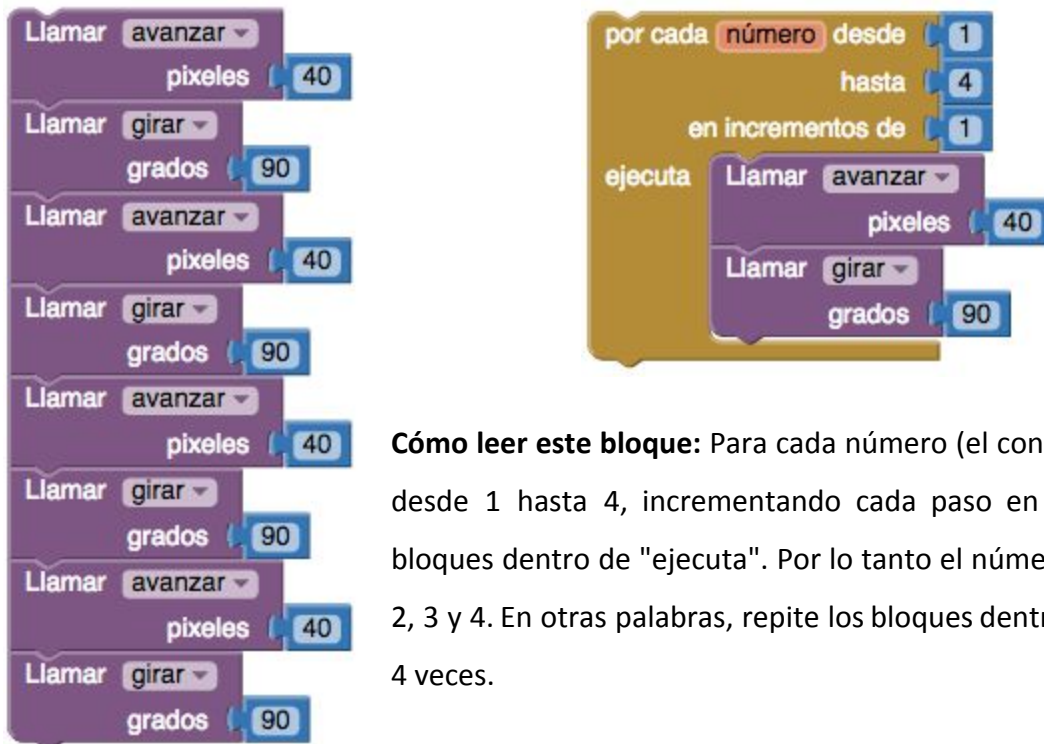 Llamar avanzar
pixeles 40
Llamar girar
grados 90
Llamar avanzar
pixeles 40
Llamar girar
grados 90
Llamar avanzar
pixeles 40
Llamar girar
grados 90
Llamar avanzar
pixeles 40
Llamar girar
grados 90
por cada número desde 1
hasta 4
en incrementos de 1
ejecuta Llamar avanzar
pixeles 40
Llamar girar
grados 90
Cómo leer este bloque: Para cada número (el con
desde 1 hasta 4, incrementando cada paso en
bloques dentro de "ejecuta". Por lo tanto el núme
2, 3 y 4. En otras palabras, repite los bloques dentr
4 veces.